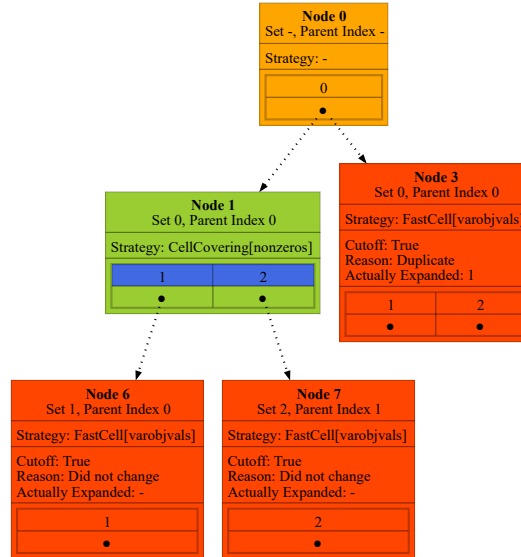 Node 0
Set -, Parent Index -
Strategy: -
0
Node 3
Set 0, Parent Index 0
Strategy: FastCell[varobjvals]
Cutoff: True
Reason: Duplicate
Actually Expanded: 1
1 2
Node 1
Set 0, Parent Index 0
Strategy: CellCovering[nonzeros]
1 2
Node 6
Set 1, Parent Index 0
Strategy: FastCell[varobjvals]
Cutoff: True
Reason: Did not change
Actually Expanded: -
1
Node 7
Set 2, Parent Index 1
Strategy: FastCell[varobjvals]
Cutoff: True
Reason: Did not change
Actually Expanded: -
2